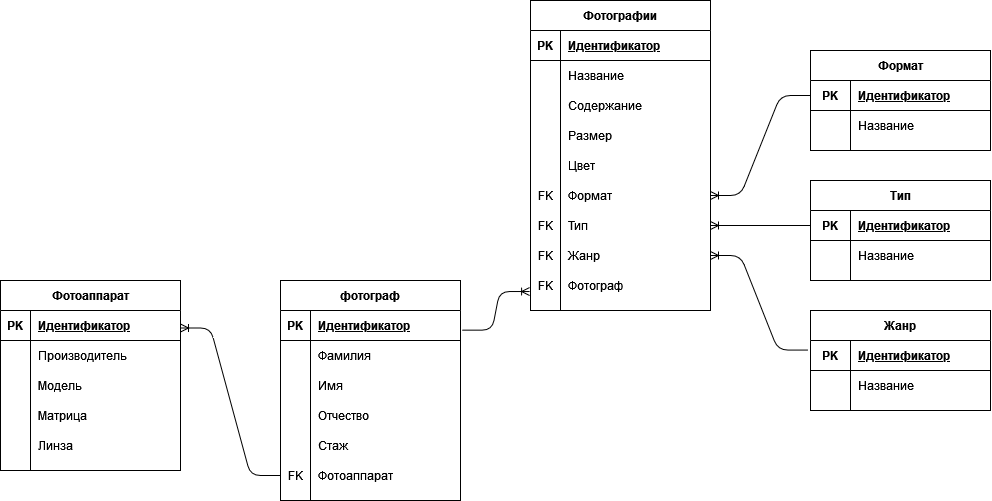 Фотографии
PK Идентификатор
Название
Содержание
Размер
Цвет
FK Формат
FK Тип
FK Жанр
FK Фотограф
Формат
PK Идентификатор
Название
Тип
PK Идентификатор
Название
Жанр
PK Идентификатор
Название
Фотоаппарат
PK Идентификатор
Производитель
Модель
Матрица
Линза
фотограф
PK Идентификатор
Фамилия
Имя
Отчество
Стаж
FK Фотоаппарат